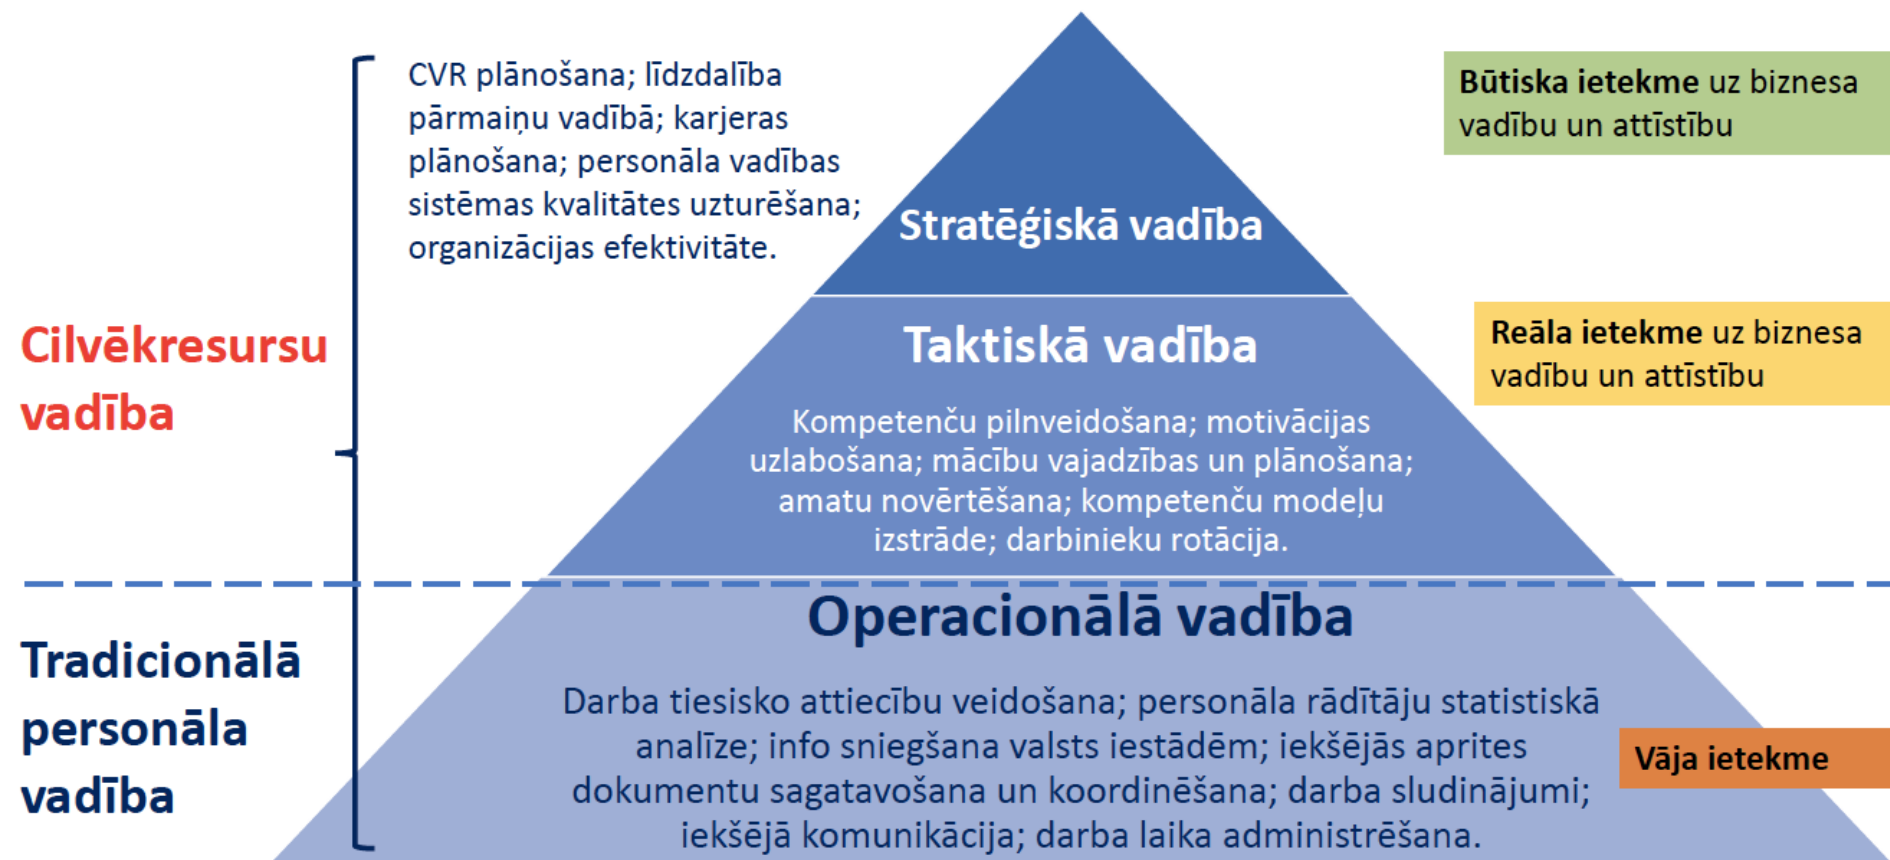 CVR plānošana; līdzdalība
pārmaiņu vadībā; karjeras
plānošana; personāla vadības
sistēmas kvalitātes uzturēšana;
organizācijas efektivitāte.
Stratēģiskā vadība
Būtiska ietekme uz biznesa
vadību un attīstību
Cilvēkresursu
vadība
Taktiskā vadība
Kompetenču pilnveidošana; motivācijas
uzlabošana; mācību vajadzības un plānošana;
amatu novērtēšana; kompetenču modeļu
izstrāde; darbinieku rotācija.
Reāla ietekme uz biznesa
vadību un attīstību
Tradicionālā
personāla
vadība
Operacionālā vadība
Darba tiesisko attiecību veidošana; personāla rādītāju statistiskā
analīze; info sniegšana valsts iestādēm; iekšējās aprites
dokumentu sagatavošana un koordinēšana; darba sludinājumi;
iekšējā komunikācija; darba laika administrēšana.
Vāja ietekme